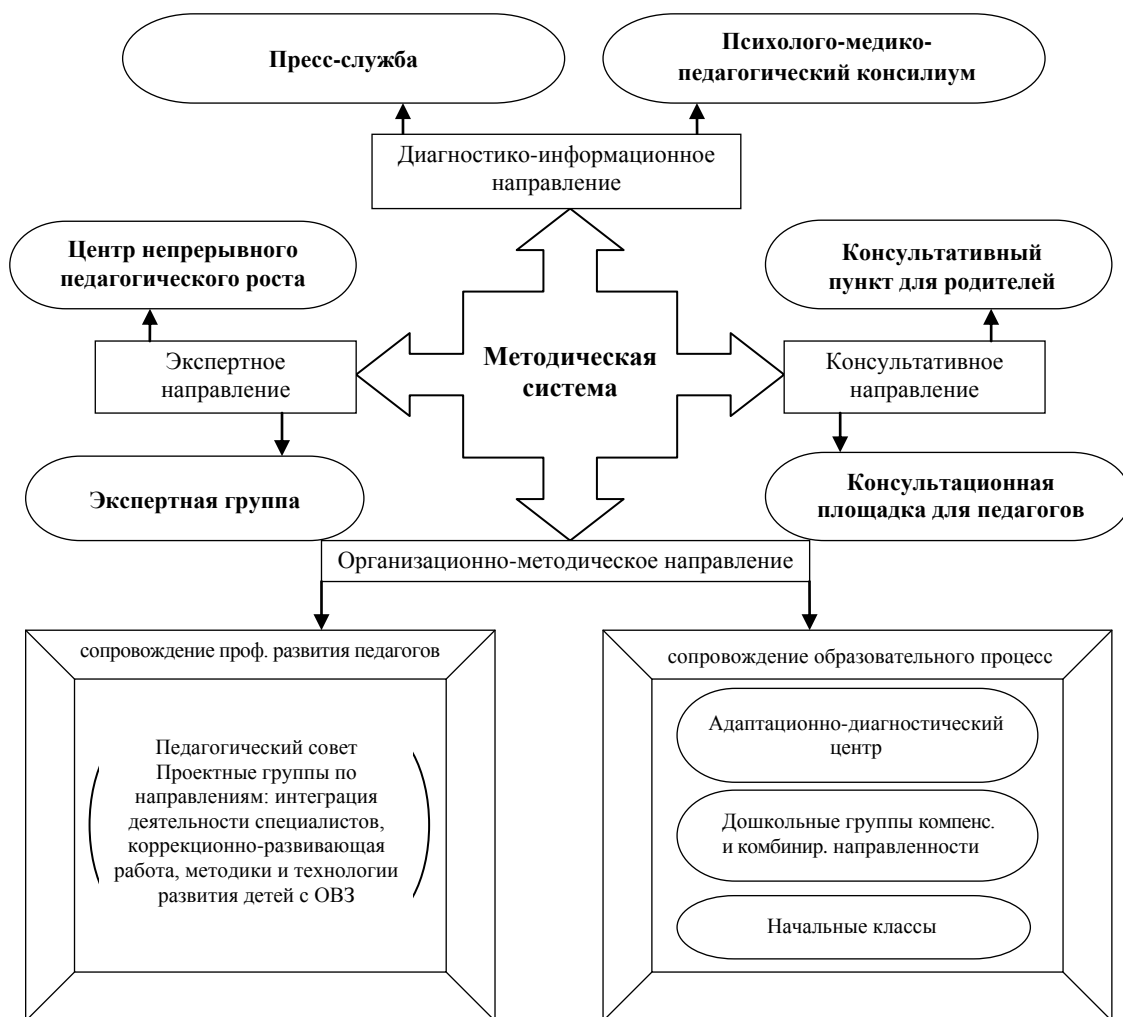 Пресс-служба
Психолого-медико-
педагогический консилиум
Диагностико-информационное
направление
Центр непрерывного
педагогического роста
Консультативный
пункт для родителей
Экспертное
направление
Методическая
система
Консультативное
направление
Экспертная группа
Консультационная
площадка для педагогов
Организационно-методическое направление
сопровождение проф. развития педагогов
Педагогический совет
Проектные группы по
направлениям: интеграция
деятельности специалистов,
коррекционно-развивающая
работа, методики и технологии
развития детей с ОВЗ
сопровождение образовательного процесс
Адаптационно-диагностический
центр
Дошкольные группы компенс.
и комбинир. направленности
Начальные классы